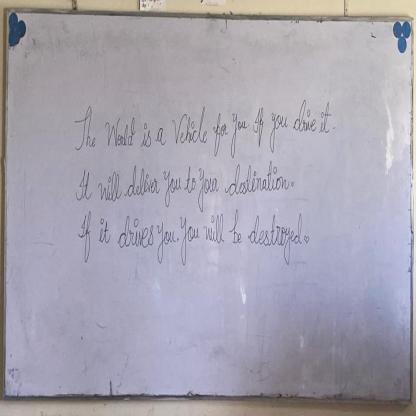 The World is a Vehicle for you If you drive it.
It will deliver you to your destination.
If it drives you. You will be destroyed.